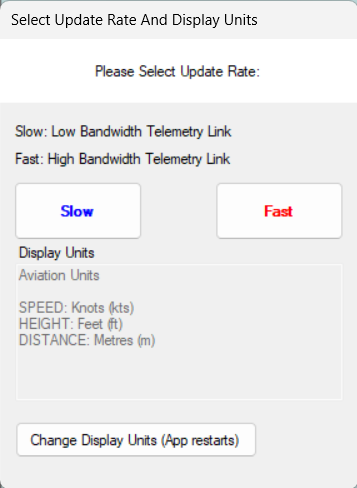 Select Update Rate And Display Units
Please Select Update Rate:
Slow: Low Bandwidth Telemetry Link
Fast: High Bandwidth Telemetry Link
Slow
Fast
Display Units
Aviation Units
SPEED: Knots (kts)
HEIGHT: Feet (ft)
DISTANCE: Metres (m)
Change Display Units (App restarts)